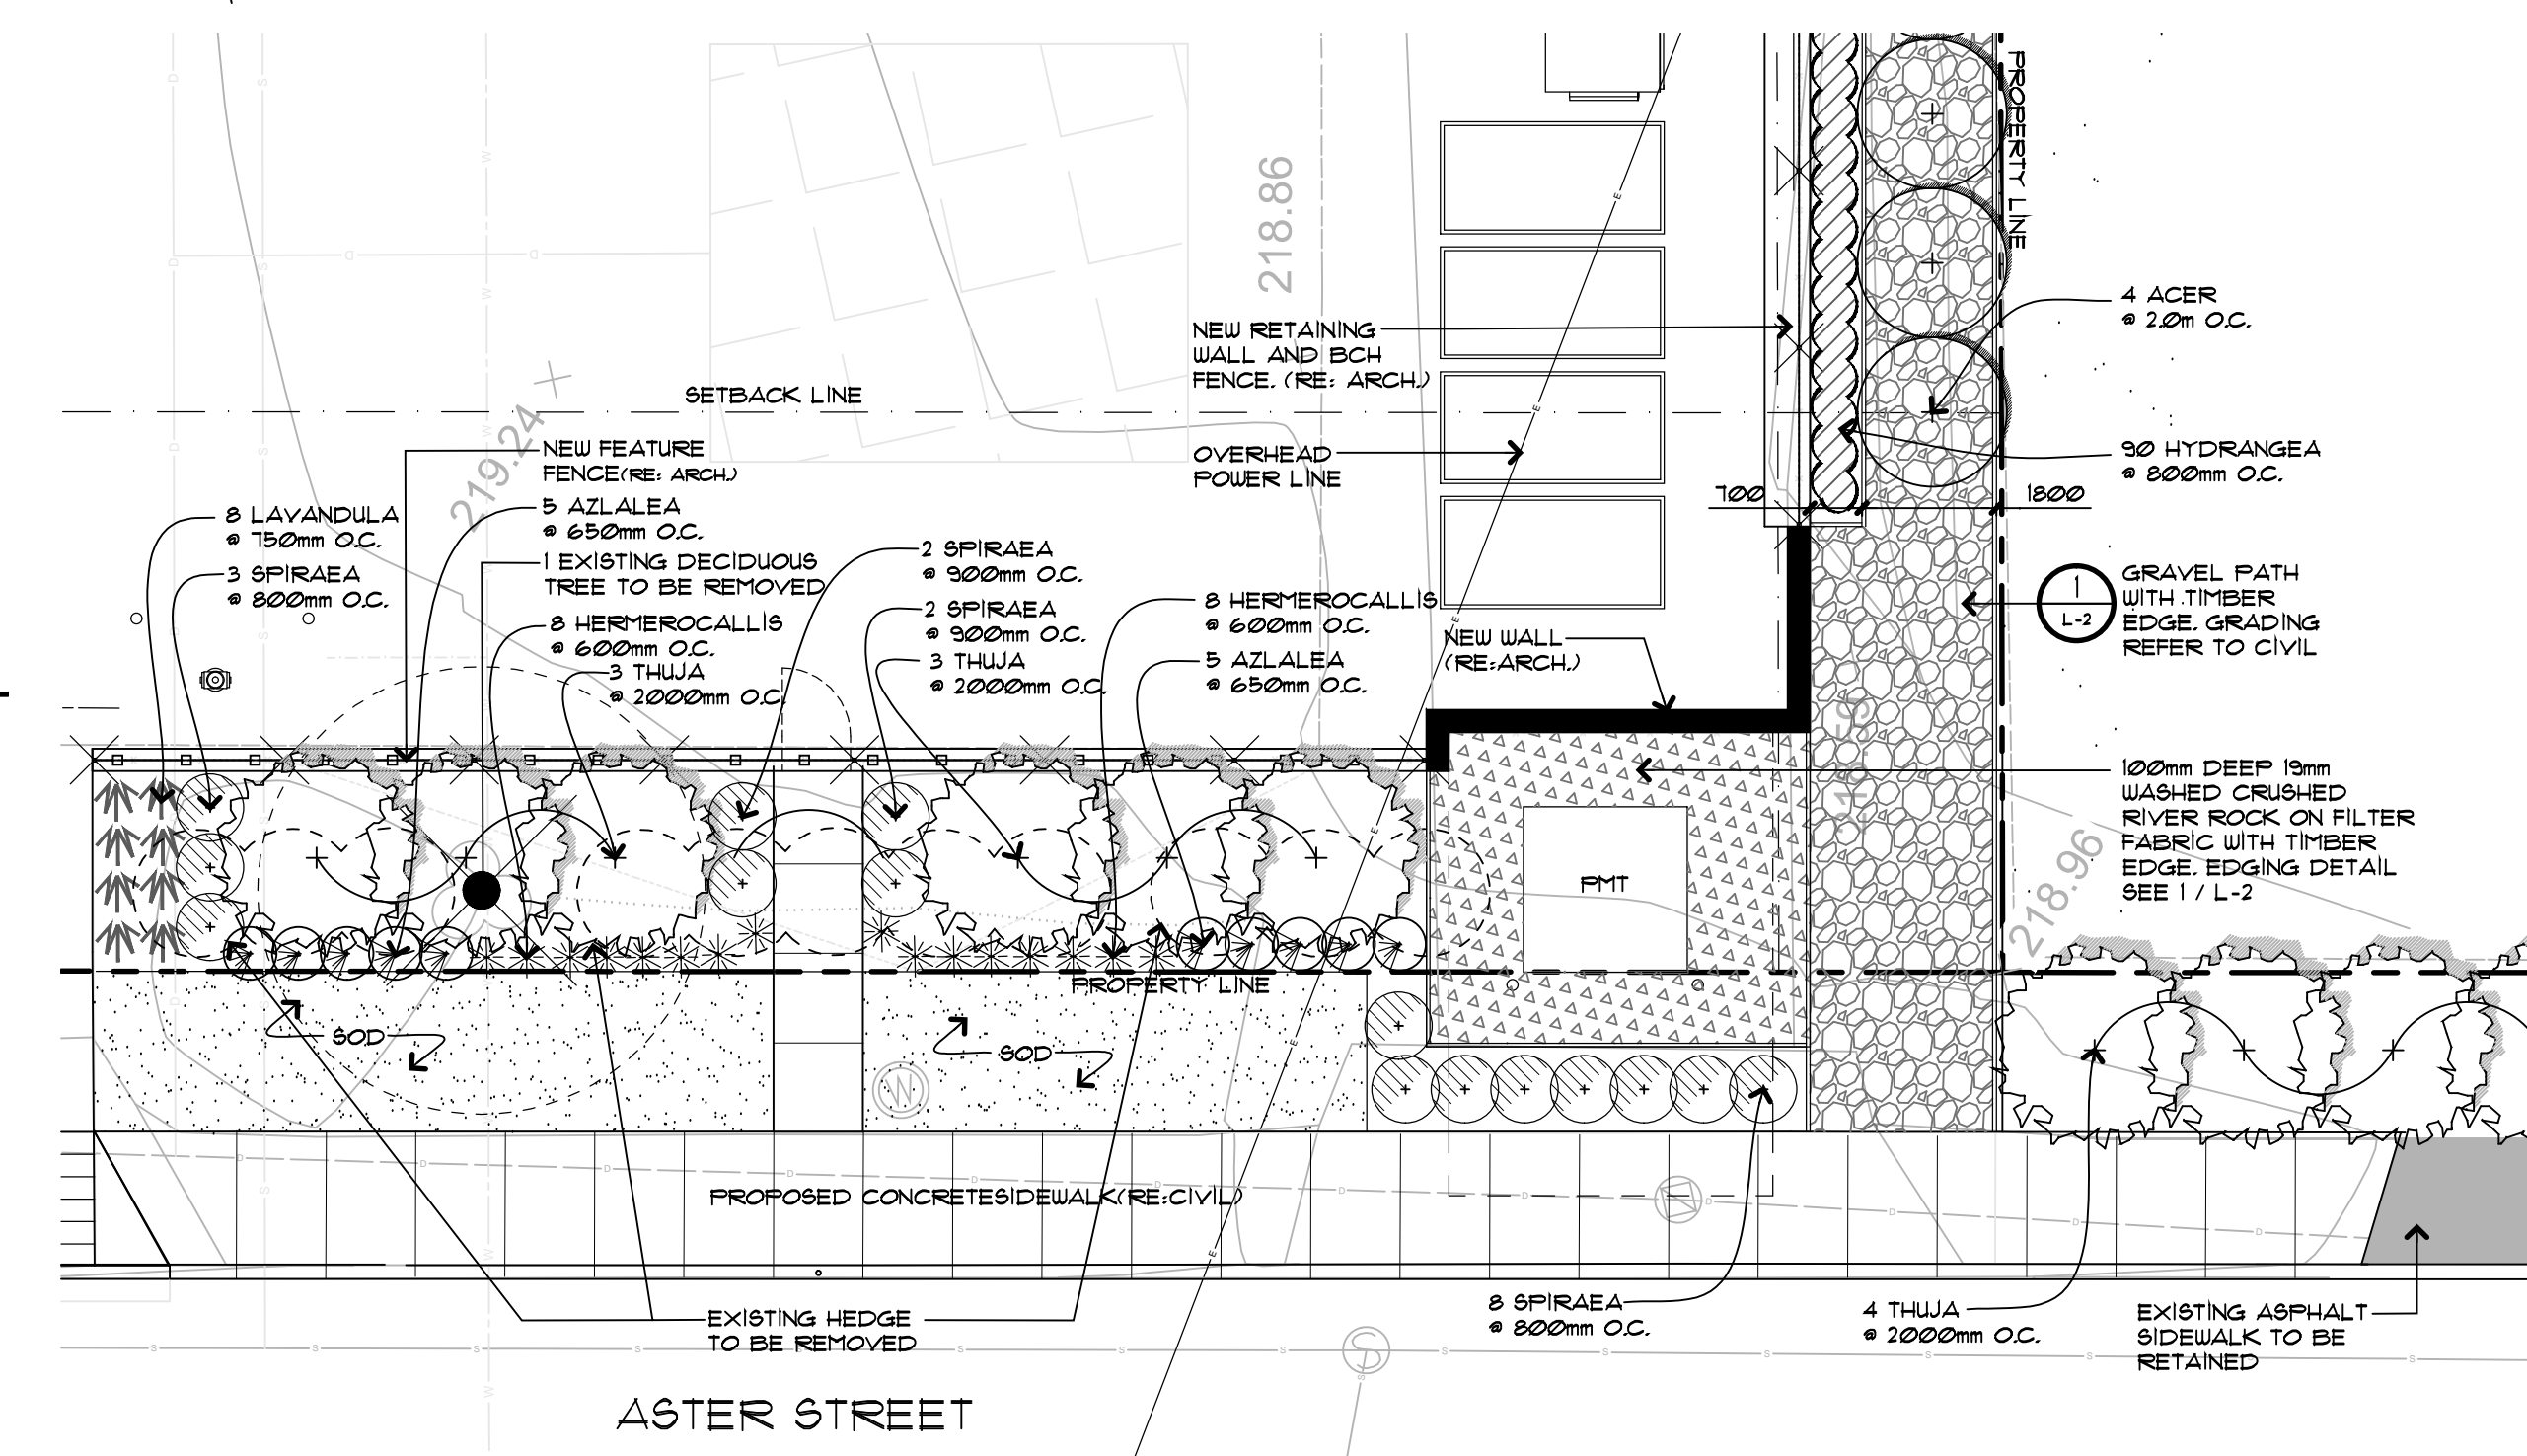 PROPERTY LINE
218.86
4 ACER
@ 2.0m O.C.
NEW RETAINING
WALL AND BCH
FENCE. (RE: ARCH.)
SETBACK LINE
219.24
NEW FEATURE
FENCE(RE: ARCH.)
OVERHEAD
POWER LINE
90 HYDRANGEA
@ 800mm O.C.
700
1800
8 LAVANDULA
@ 750mm O.C.
5 AZLALEA
@ 650mm O.C.
3 SPIRAEA
@ 800mm O.C.
1 EXISTING DECIDUOUS
TREE TO BE REMOVED
2 SPIRAEA
@ 900mm O.C.
8 HERMEROCALLIS
@ 600mm O.C.
2 SPIRAEA
@ 900mm O.C.
8 HERMEROCALLIS
@ 600mm O.C.
3 THUJA
@ 2000mm O.C.
3 THUJA
@ 2000mm O.C.
5 AZLALEA
@ 650mm O.C.
NEW WALL
(RE:ARCH.)
1
L-2
GRAVEL PATH
WITH TIMBER
EDGE. GRADING
REFER TO CIVIL
100mm DEEP 19mm
WASHED CRUSHED
RIVER ROCK ON FILTER
FABRIC WITH TIMBER
EDGE. EDGING DETAIL
SEE 1 / L-2
218.96
PMT
PROPERTY LINE
SOD
SOD
W
PROPOSED CONCRETESIDEWALK(RE:CIVIL)
EXISTING HEDGE
TO BE REMOVED
8 SPIRAEA
@ 800mm O.C.
4 THUJA
@ 2000mm O.C.
EXISTING ASPHALT
SIDEWALK TO BE
RETAINED
S
ASTER STREET